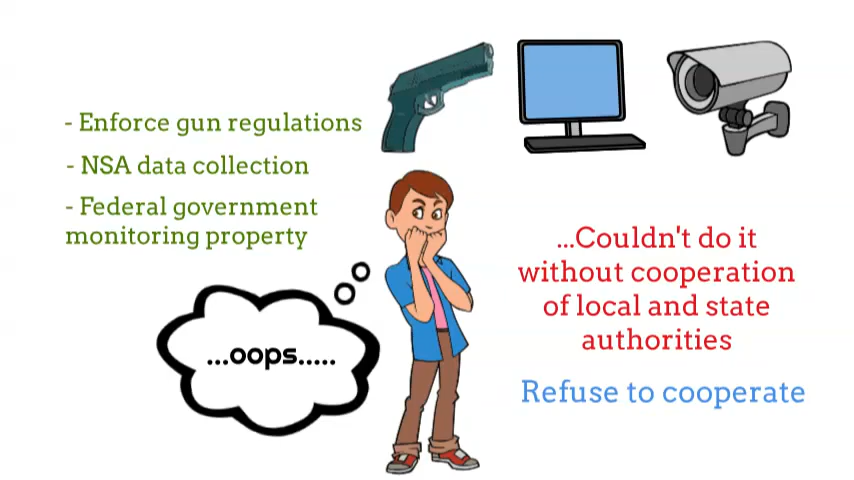 - Enforce gun regulations
- NSA data collection
- Federal government
monitoring property
...oops.....
...Couldn't do it
without cooperation
of local and state
authorities
Refuse to cooperate